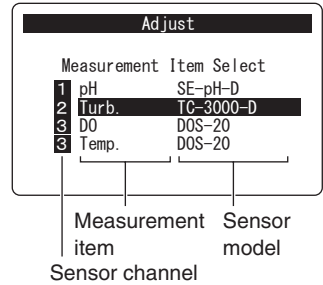 Adjust
Measurement Item Select
1 pH SE-pH-D
2 Turb. TC-3000-D
3 DO DOS-20
3 Temp. DOS-20
Measurement item
Sensor model
Sensor channel